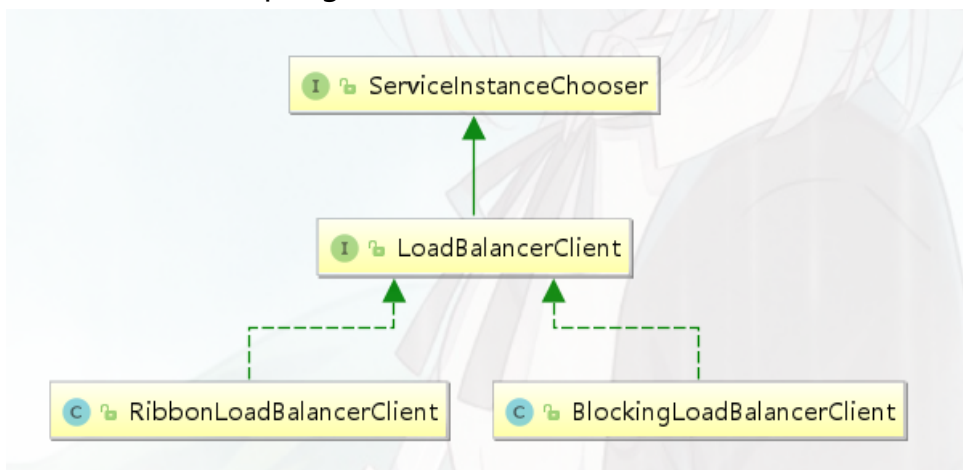 I ServiceInstanceChooser
I LoadBalancerClient
C RibbonLoadBalancerClient
C BlockingLoadBalancerClient